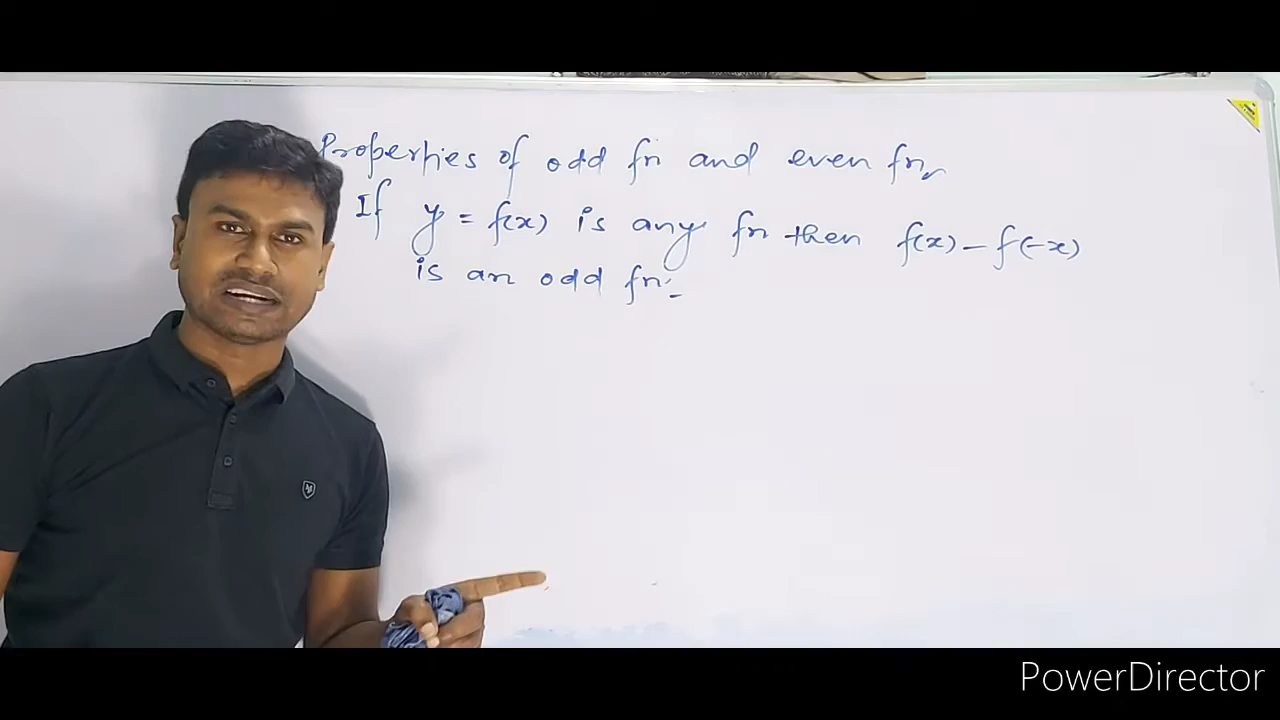 Properties of odd fn and even fn
If y = f(x) is any fn then f(x) - f(-x)
is an odd fn.
PowerDirector